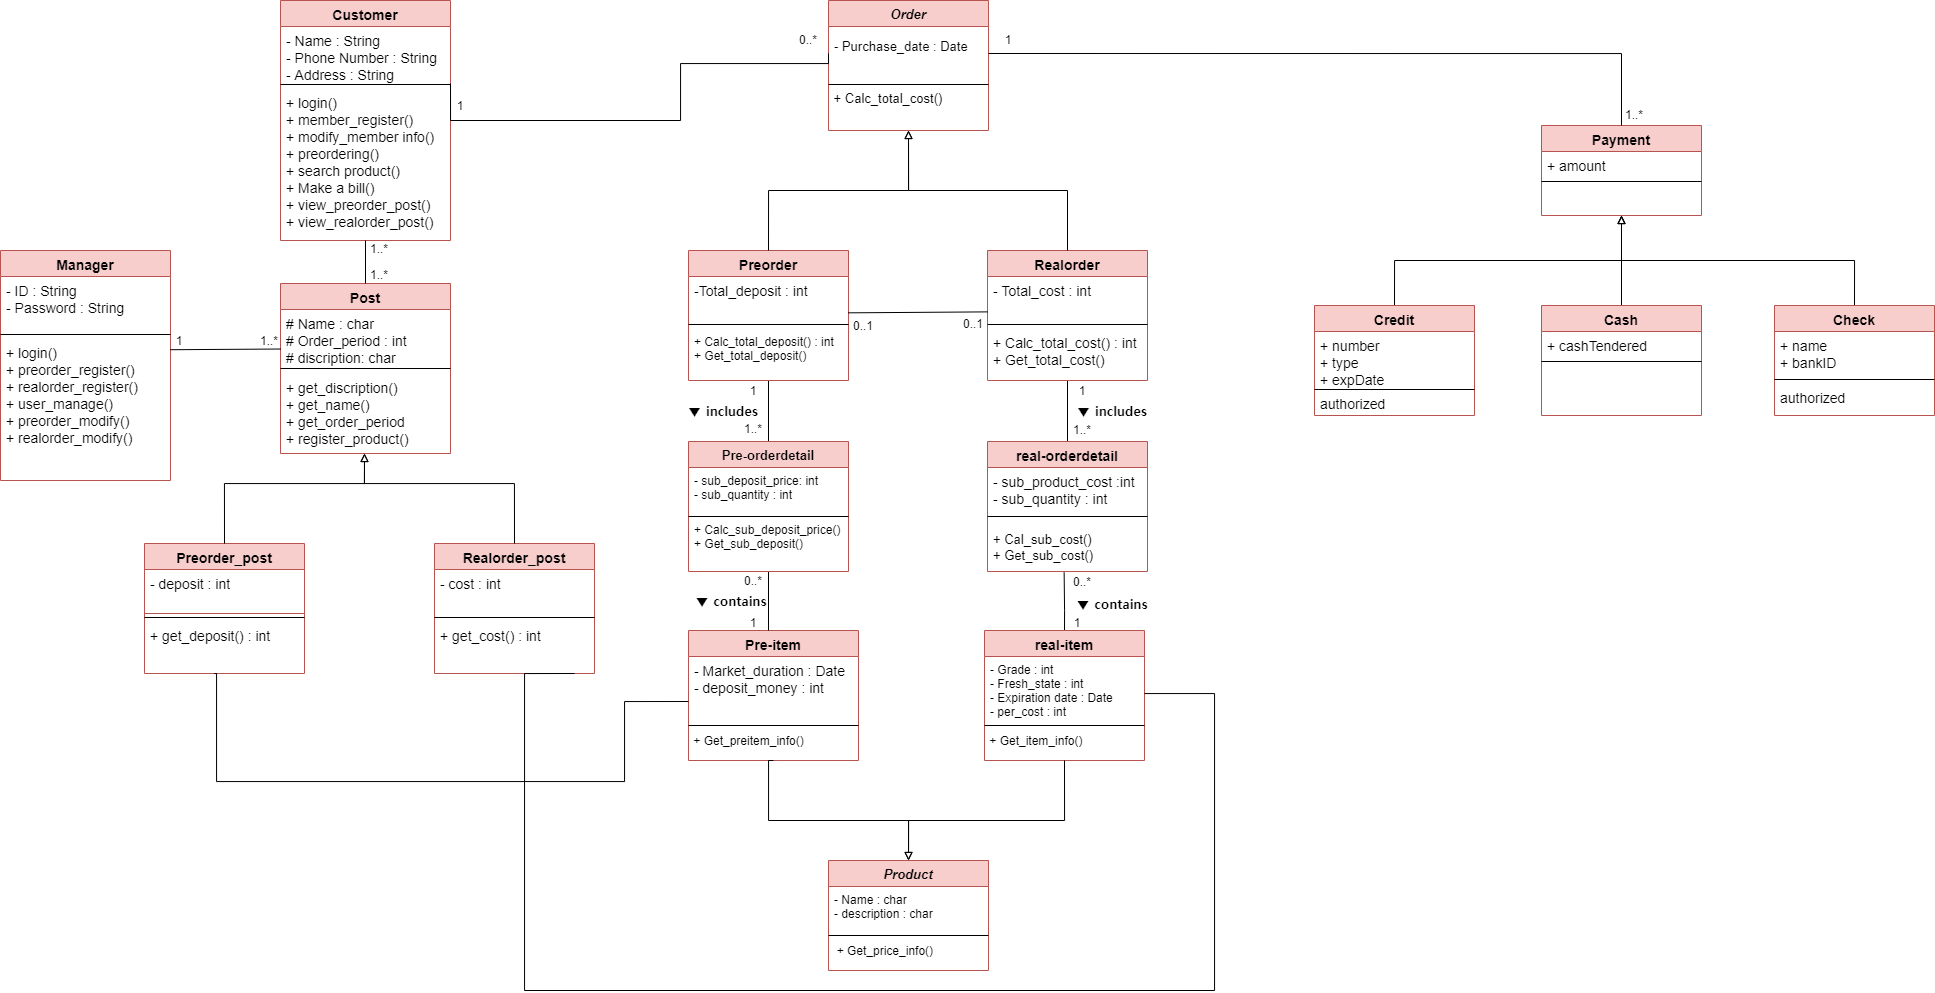 Customer
- Name : String
- Phone Number : String
- Address : String
+ login()
+ member_register()
+ modify_member info()
+ preordering()
+ search product()
+ Make a bill()
+ view_preorder_post()
+ view_realorder_post()
1
0..*
1..*
1..*
Order
- Purchase_date : Date
+ Calc_total_cost()
1
1..*
Payment
+ amount
Manager
- ID : String
- Password : String
+ login()
+ preorder_register()
+ realorder_register()
+ user_manage()
+ preorder_modify()
+ realorder_modify()
1
1..*
Post
# Name : char
# Order_period : int
# discription: char
+ get_discription()
+ get_name()
+ get_order_period
+ register_product()
Preorder
-Total_deposit : int
+ Calc_total_deposit() : int
+ Get_total_deposit()
0..1
0..1
Realorder
- Total_cost : int
+ Calc_total_cost() : int
+ Get_total_cost()
Credit
+ number
+ type
+ expDate
authorized
Cash
+ cashTendered
Check
+ name
+ bankID
authorized
1
▼ includes
1..*
1
▼ includes
1..*
Pre-orderdetail
- sub_deposit_price: int
- sub_quantity : int
+ Calc_sub_deposit_price()
+ Get_sub_deposit()
real-orderdetail
- sub_product_cost :int
- sub_quantity : int
+ Cal_sub_cost()
+ Get_sub_cost()
Preorder_post
- deposit : int
+ get_deposit() : int
Realorder_post
- cost : int
+ get_cost() : int
0..*
▼ contains
1
0..*
▼ contains
1
Pre-item
- Market_duration : Date
- deposit_money : int
+ Get_preitem_info()
real-item
- Grade : int
- Fresh_state : int
- Expiration date : Date
- per_cost : int
+ Get_item_info()
Product
- Name : char
- description : char
+ Get_price_info()